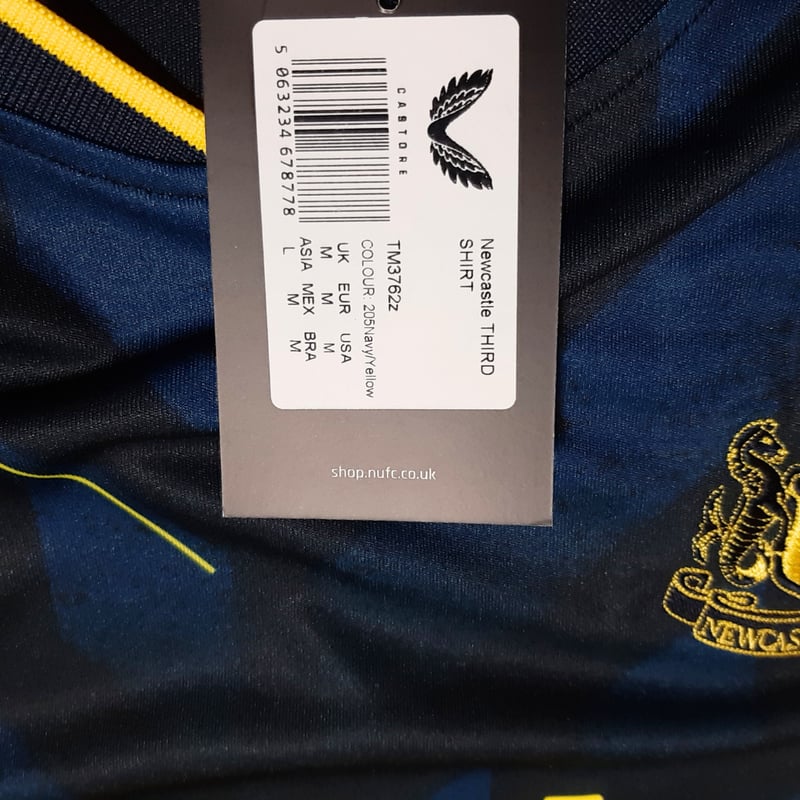 CASTORE
5 063234 678778
Newcastle THIRD
SHIRT
TM3762z
COLOUR: 205Navy/Yellow
UK EUR USA
M M M
ASIA MEX BRA
L M M
shop.nufc.co.uk
NEWCAS